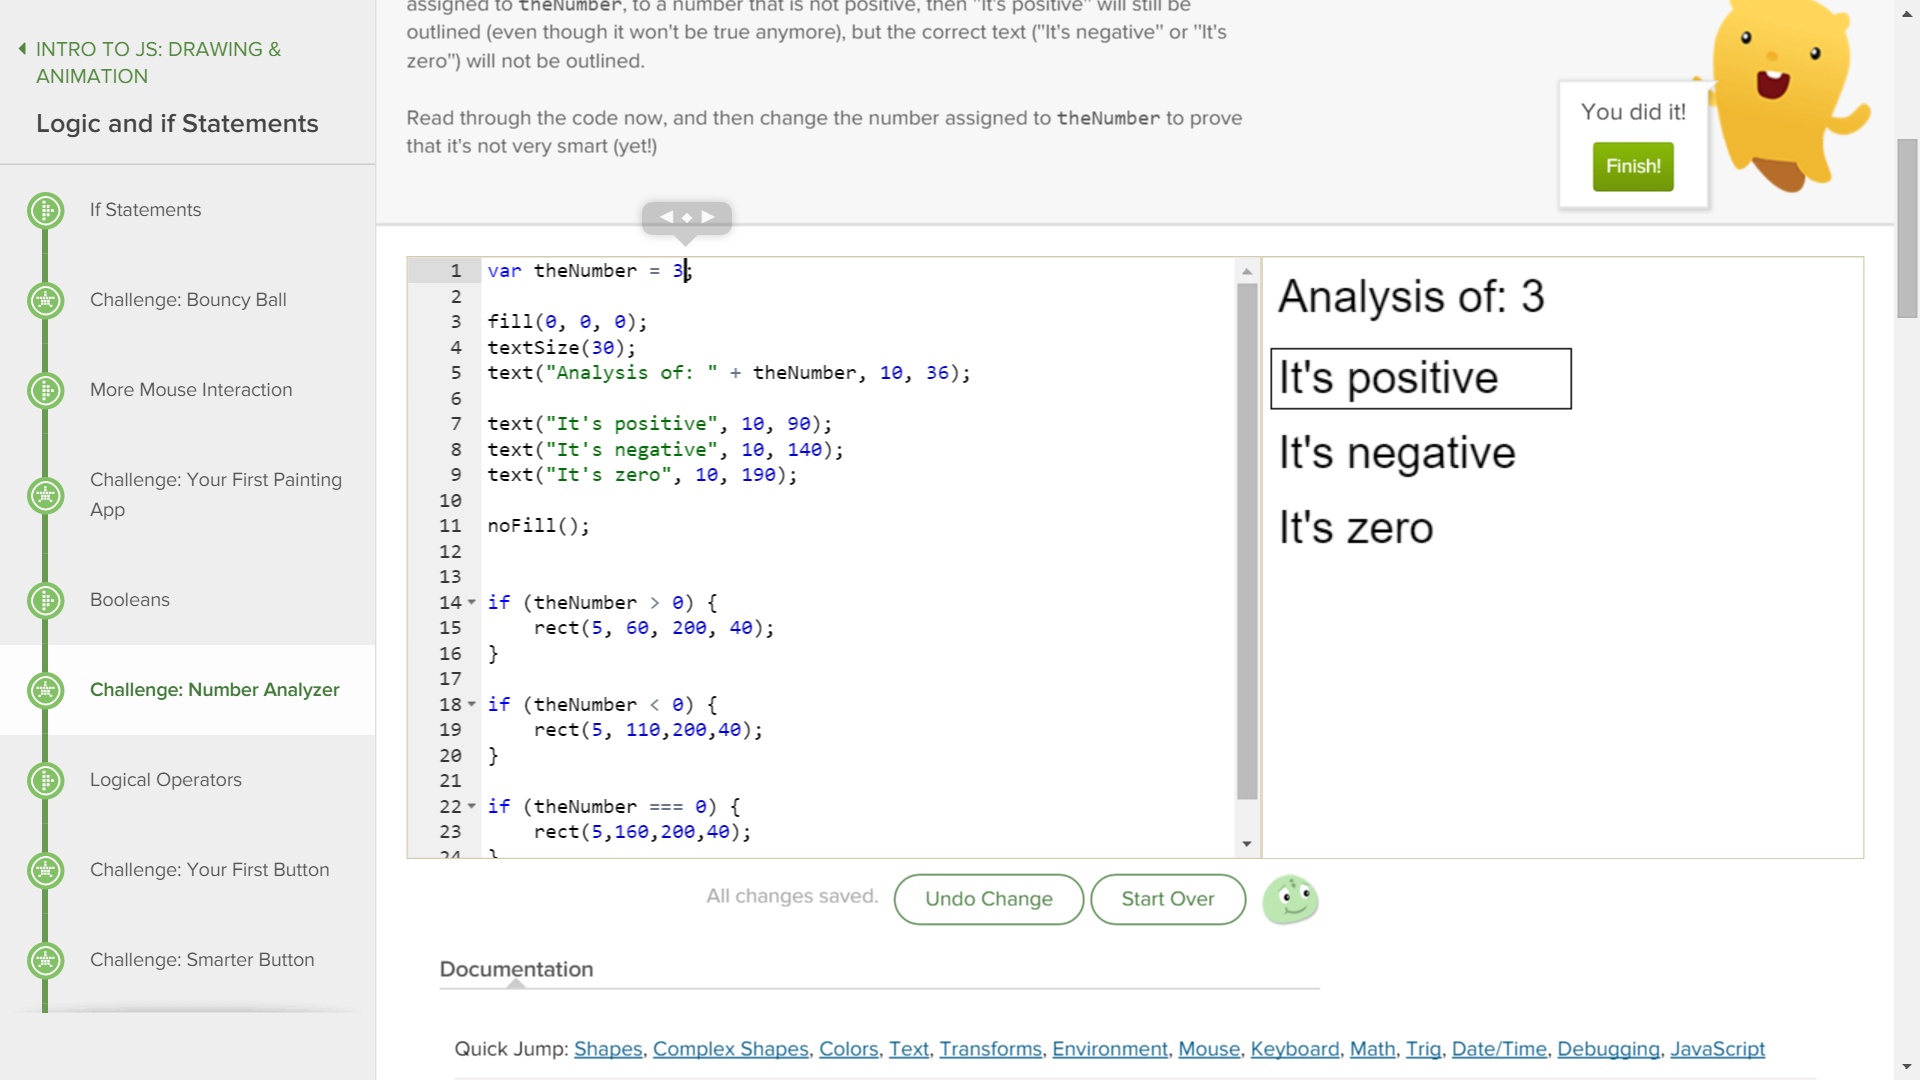 INTRO TO JS: DRAWING &
ANIMATION
Logic and if Statements
If Statements
Challenge: Bouncy Ball
More Mouse Interaction
Challenge: Your First Painting
App
Booleans
Challenge: Number Analyzer
Logical Operators
Challenge: Your First Button
Challenge: Smarter Button
assigned to theNumber, to a number that is not positive, then "It's positive" will still be
outlined (even though it won't be true anymore), but the correct text ("It's negative" or "It's
zero") will not be outlined.
Read through the code now, and then change the number assigned to theNumber to prove
that it's not very smart (yet!)
You did it!
Finish!
1 var theNumber = 3;
2
3 fill(0, 0, 0);
4 textSize(30);
5 text("Analysis of: " + theNumber, 10, 36);
6
7 text("It's positive", 10, 90);
8 text("It's negative", 10, 140);
9 text("It's zero", 10, 190);
10
11 noFill();
12
13
14 if (theNumber > 0) {
15 rect(5, 60, 200, 40);
16 }
17
18 if (theNumber < 0) {
19 rect(5, 110,200,40);
20 }
21
22 if (theNumber === 0) {
23 rect(5,160,200,40);
24 }
Analysis of: 3
It's positive
It's negative
It's zero
All changes saved.
Undo Change
Start Over
Documentation
Quick Jump: Shapes, Complex Shapes, Colors, Text, Transforms, Environment, Mouse, Keyboard, Math, Trig, Date/Time, Debugging, JavaScript